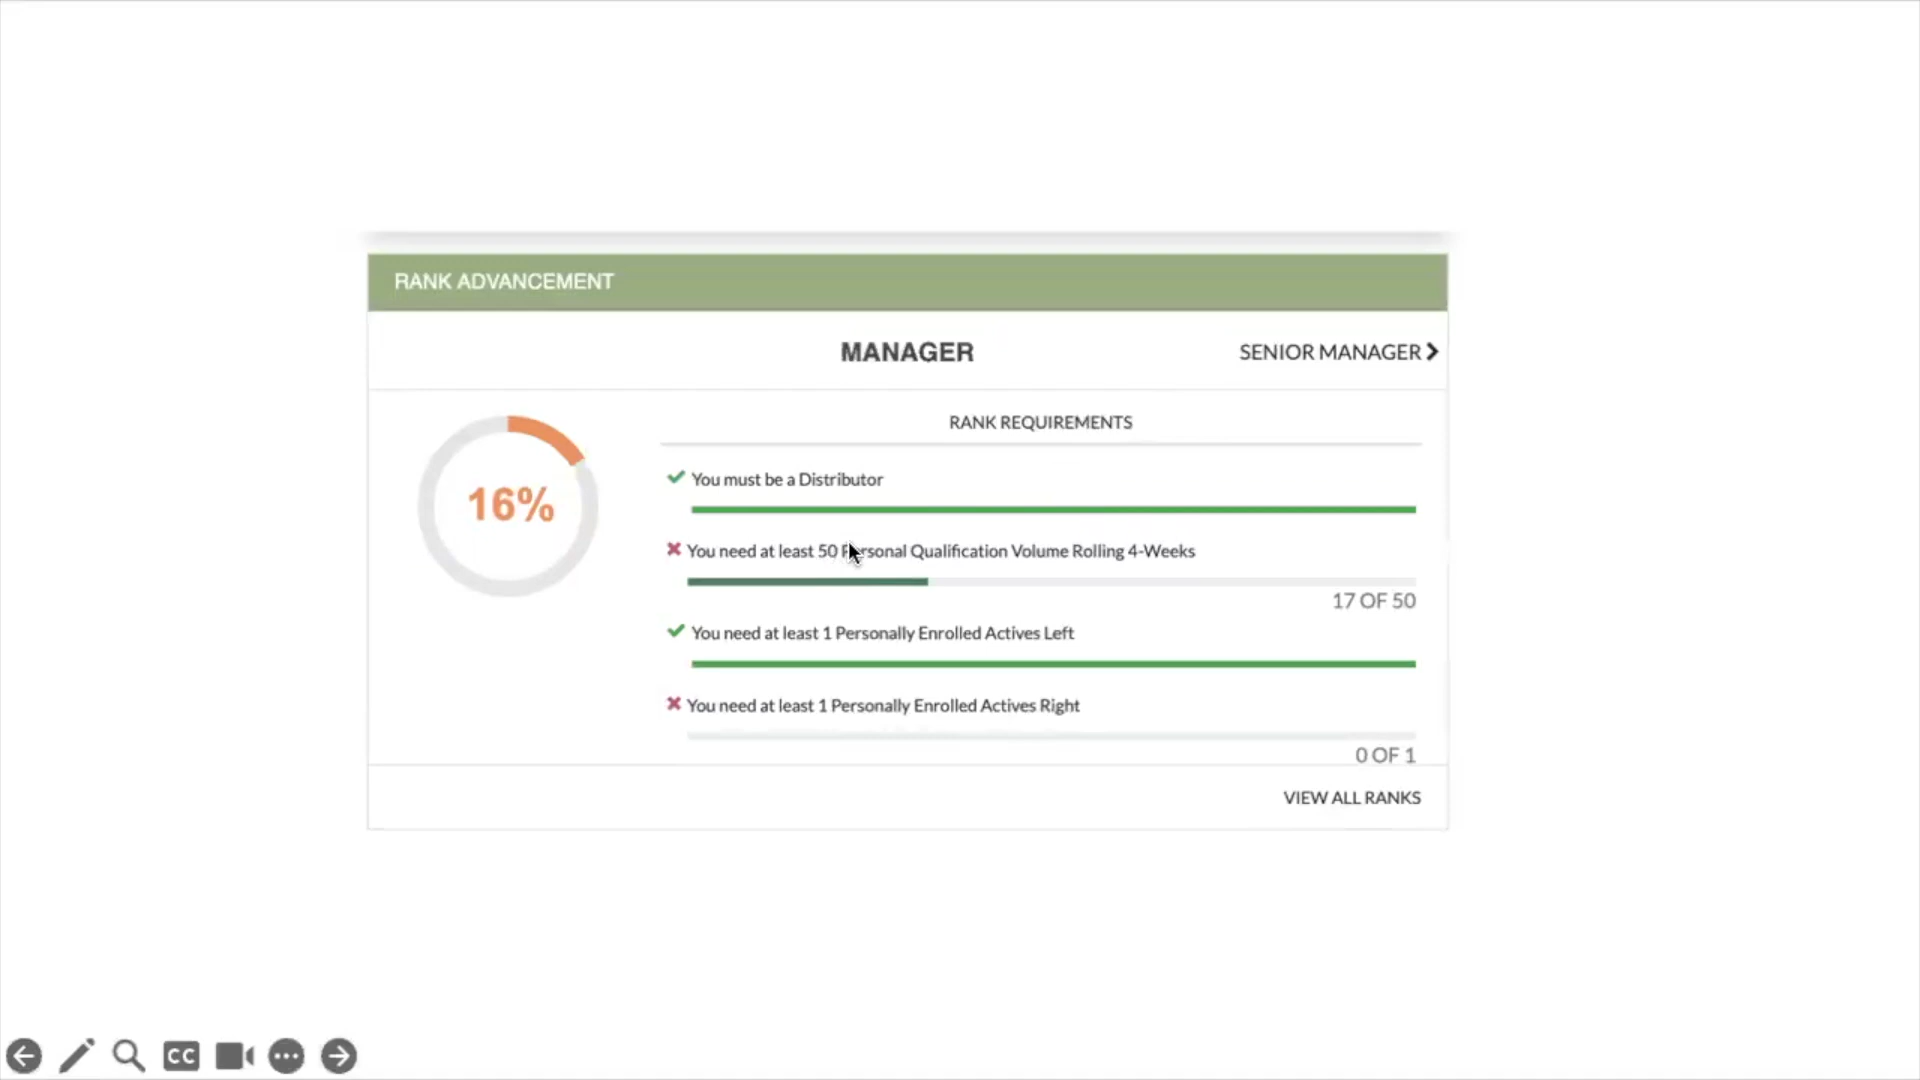 RANK ADVANCEMENT
MANAGER
SENIOR MANAGER
16%
RANK REQUIREMENTS
You must be a Distributor
You need at least 50 Personal Qualification Volume Rolling 4-Weeks
17 OF 50
You need at least 1 Personally Enrolled Actives Left
You need at least 1 Personally Enrolled Actives Right
0 OF 1
VIEW ALL RANKS
CC